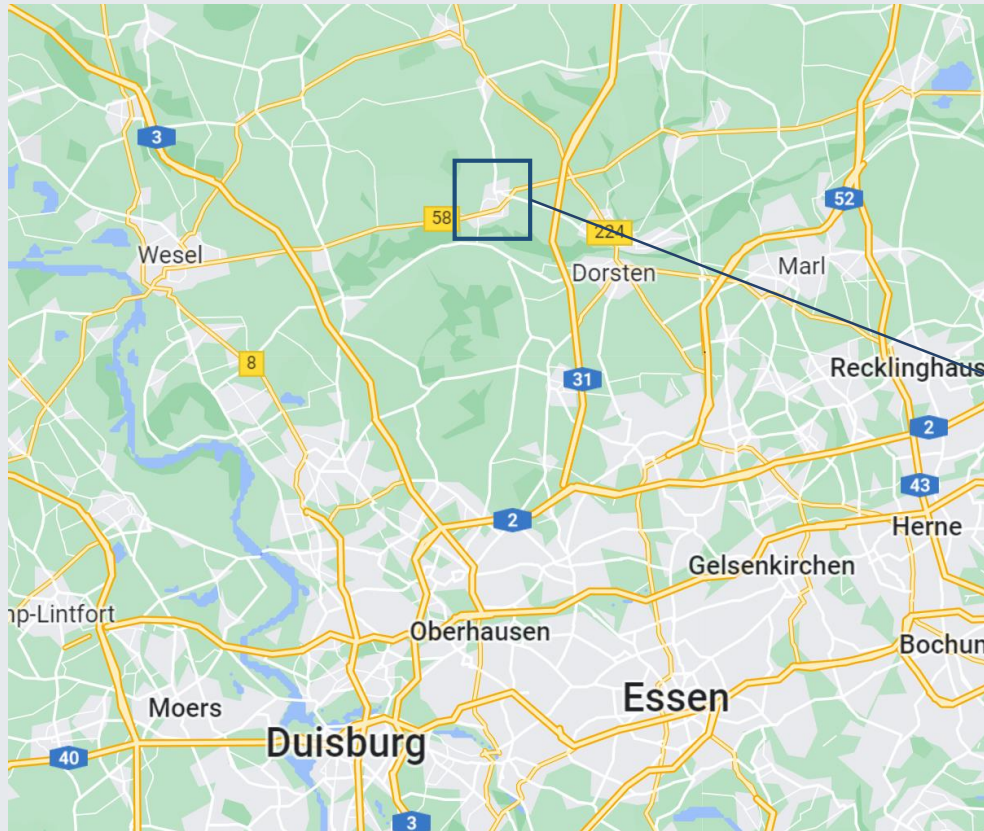 3
52
58
224
Wesel
Dorsten
Marl
8
31
Recklinghaus
2
43
2
Herne
Gelsenkirchen
np-Lintfort
Oberhausen
Bochum
Essen
Moers
Duisburg
40
3